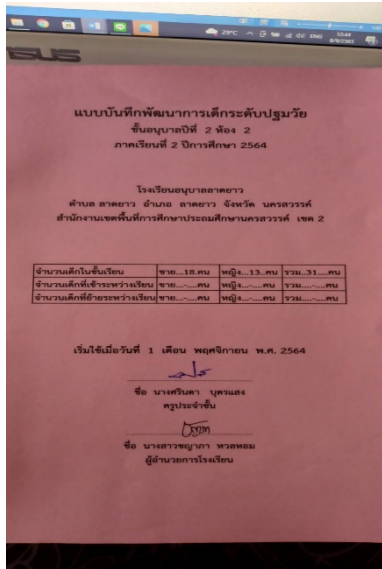 29°C ENG 10:44
ASUS
แบบบันทึกพัฒนาการเด็กระดับปฐมวัย
ชั้นอนุบาลปีที่ 2 ห้อง 2
ภาคเรียนที่ 2 ปีการศึกษา 2564
โรงเรียนอนุบาลลาดยาว
ตำบล ลาดยาว อำเภอ ลาดยาว จังหวัด นครสวรรค์
สำนักงานเขตพื้นที่การศึกษาประถมศึกษานครสวรรค์ เขต 2
จำนวนเด็กในชั้นเรียน ชาย...18.คน หญิง...13..คน รวม..31....คน
จำนวนเด็กที่เข้าระหว่างเรียน ชาย...-....คน หญิง...-....คน รวม....-....คน
จำนวนเด็กที่ย้ายระหว่างเรียน ชาย...-....คน หญิง...-....คน รวม....-....คน
เริ่มใช้เมื่อวันที่ 1 เดือน พฤศจิกายน พ.ศ. 2564
ชื่อ นางศรินดา บุตรแสง
ครูประจำชั้น
ชื่อ นางสาวชญาภา หวลหอม
ผู้อำนวยการโรงเรียน